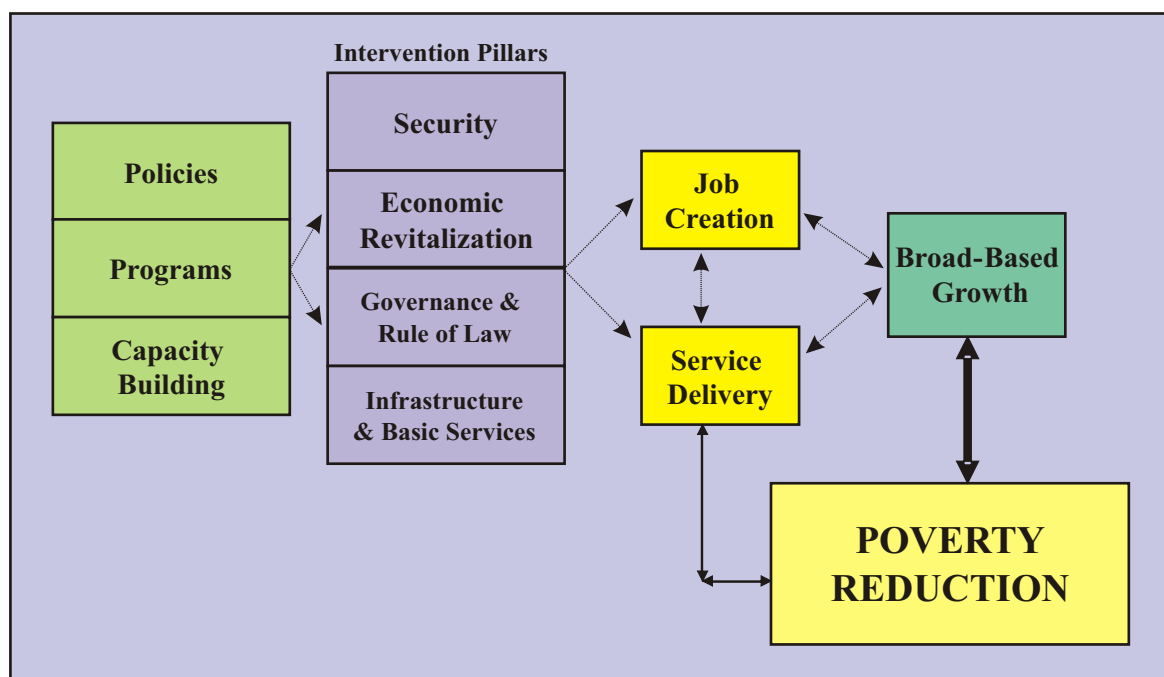 Intervention Pillars
Policies
Programs
Capacity
Building
Security
Economic
Revitalization
Governance &
Rule of Law
Infrastructure
& Basic Services
Job
Creation
Service
Delivery
Broad-Based
Growth
POVERTY
REDUCTION